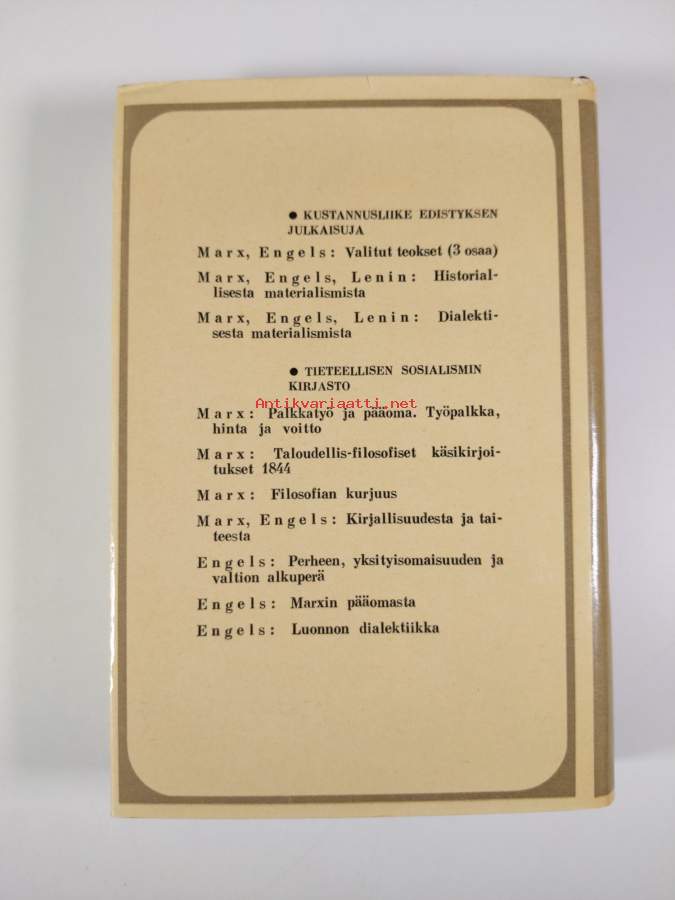 ● KUSTANNUSLIIKE EDISTYKSEN
JULKAISUJA
Marx, Engels: Valitut teokset (3 osaa)
Marx, Engels, Lenin: Historial-
lisesta materialismista
Marx, Engels, Lenin: Dialekti-
sesta materialismista
● TIETEELLISEN SOSIALISMIN
KIRJASTO
Antikvariaatti.net
Marx: Palkkatyö ja pääoma. Työpalkka,
hinta ja voitto
Marx: Taloudellis-filosofiset käsikirjoi-
tukset 1844
Marx: Filosofian kurjuus
Marx, Engels: Kirjallisuudesta ja tai-
teesta
Engels: Perheen, yksityisomaisuuden ja
valtion alkuperä
Engels: Marxin pääomasta
Engels: Luonnon dialektiikka